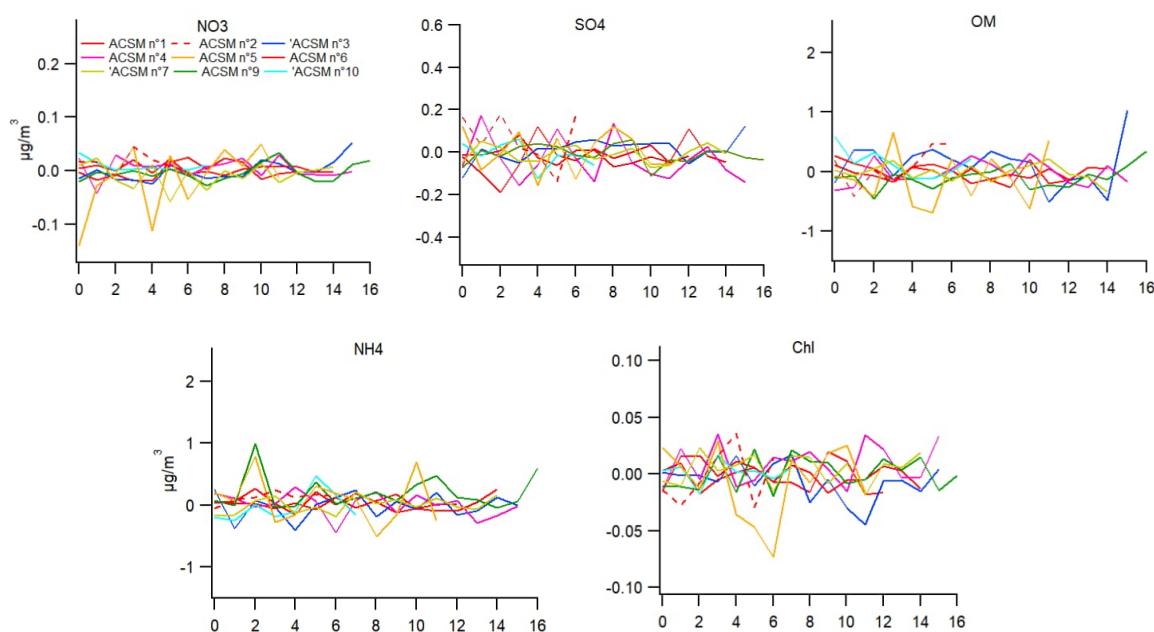 NO3
ACSM n°1 ACSM n°2 'ACSM n°3
ACSM n°4 ACSM n°5 ACSM n°6
'ACSM n°7 ACSM n°9 'ACSM n°10
µg/m³
0.2
0.1
0.0
-0.1
0 2 4 6 8 10 12 14 16
SO4
0.6
0.4
0.2
0.0
-0.2
-0.4
0 2 4 6 8 10 12 14 16
OM
2
1
0
-1
0 2 4 6 8 10 12 14 16
NH4
µg/m³
2
1
0
-1
0 2 4 6 8 10 12 14 16
Chl
0.10
0.05
0.00
-0.05
-0.10
0 2 4 6 8 10 12 14 16